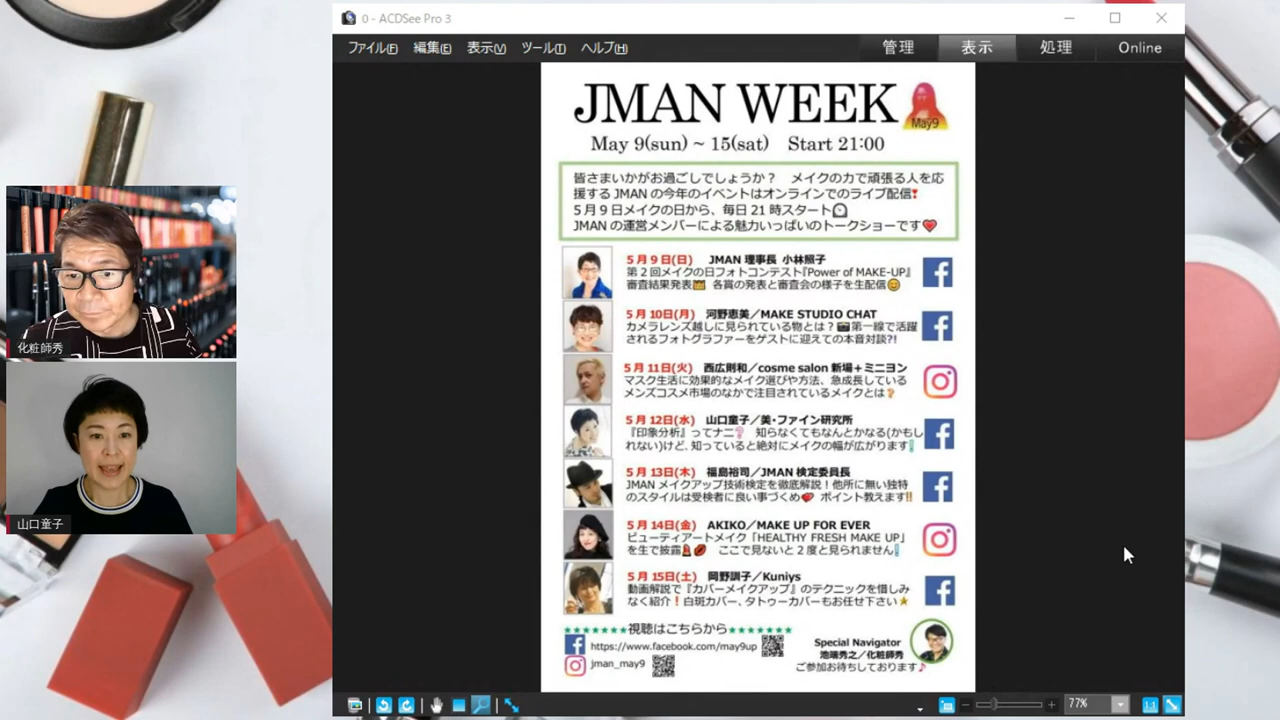 0 - ACDSee Pro 3
ファイル(F) 編集(E) 表示(V) ツール(T) ヘルプ(H)
管理 表示 処理 Online
JMAN WEEK
May9
May 9(sun) ~ 15(sat) Start 21:00
皆さまいかがお過ごしでしょうか？ メイクの力で頑張る人を応
援する JMAN の今年のイベントはオンラインでのライブ配信❣
5 月 9 日メイクの日から、毎日 21 時スタート
JMAN の運営メンバーによる魅力いっぱいのトークショーです❤
5 月 9 日(日) JMAN 理事長 小林照子
第 2 回メイクの日フォトコンテスト『Power of MAKE-UP』
審査結果発表 各賞の発表と審査会の様子を生配信
5 月 10 日(月) 河野恵美／MAKE STUDIO CHAT
カメラレンズ越しに見られている物とは？第一線で活躍
されるフォトグラファーをゲストに迎えての本音対談?!
5 月 11 日(火) 西広則和／cosme salon 新場＋ミニヨン
マスク生活に効果的なメイク選びや方法、急成長している
メンズコスメ市場のなかで注目されているメイクとは？
5 月 12 日(水) 山口童子／美・ファイン研究所
『印象分析』ってナニ？ 知らなくてもなんとかなる(かもし
れない)けど、知っていると絶対にメイクの幅が広がります！
5 月 13 日(木) 福島裕司／JMAN 検定委員長
JMAN メイクアップ技術検定を徹底解説！他所に無い独特
のスタイルは受検者に良い事づくめ❤ ポイント教えます‼
5 月 14 日(金) AKIKO／MAKE UP FOR EVER
ビューティアートメイク「HEALTHY FRESH MAKE UP」
を生で披露 ここで見ないと 2 度と見られません！
5 月 15 日(土) 岡野訓子／Kuniys
動画解説で『カバーメイクアップ』のテクニックを惜しみ
なく紹介！白斑カバー、タトゥーカバーもお任せ下さい★
★★★★★★★視聴はこちらから★★★★★★★
https://www.facebook.com/may9up
jman_may9
Special Navigator
池端秀之／化粧師秀
ご参加お待ちしております♪
化粧師秀
山口童子
77%
1:1